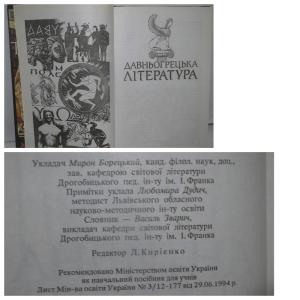 ДАВНЬОГРЕЦЬКА
ЛІТЕРАТУРА
Укладач Мирон Борецький, канд. філол. наук, доц.,
зав. кафедрою світової літератури
Дрогобицького пед. ін-ту ім. І. Франка
Примітки уклала Любомира Дудач,
методист Львівського обласного
науково-методичного ін-ту освіти
Словник — Василь Зварич,
викладач кафедри світової літератури
Дрогобицького пед. ін-ту ім. І. Франка
Редактор Л. Кирієнко
Рекомендовано Міністерством освіти України
як навчальний посібник для учнів
Лист Мін-ва освіти України № 3/12-177 від 29.06.1994 р.